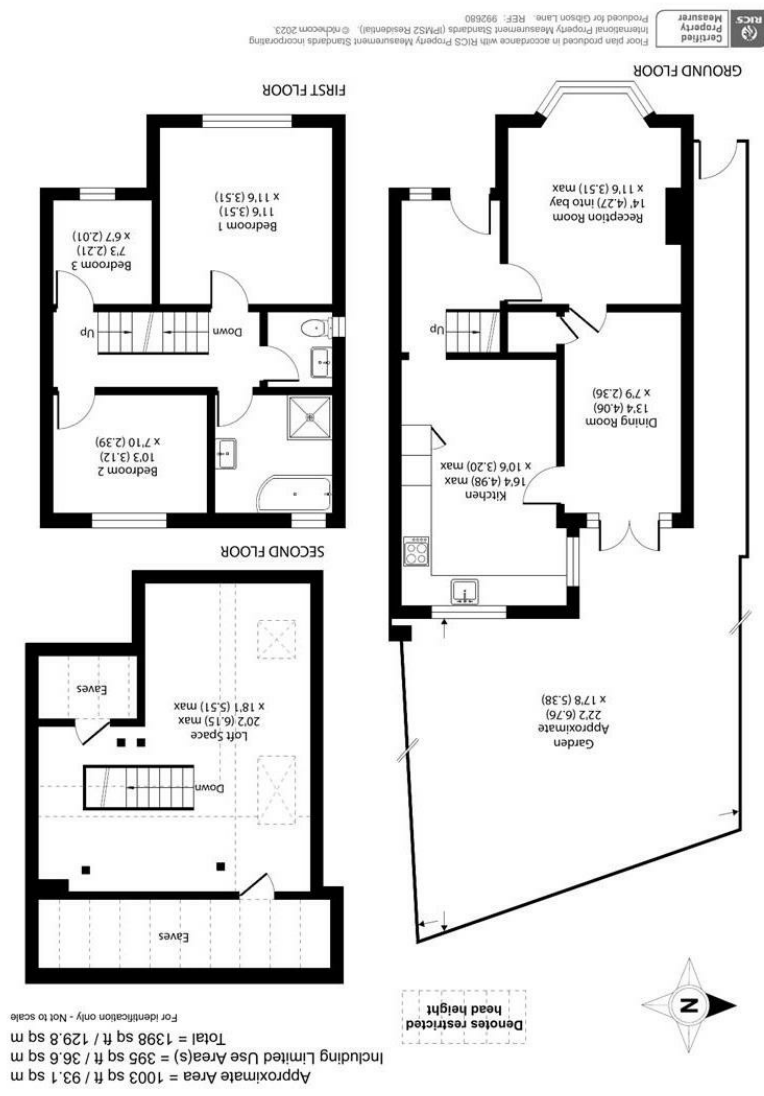 Approximate Area = 1003 sq ft / 93.1 sq m
Including Limited Use Area(s) = 395 sq ft / 36.6 sq m
Total = 1398 sq ft / 129.8 sq m
For identification only - Not to scale
N
Denotes restricted
head height
Eaves
Down
Loft Space
20'2 (6.15) max
x 18'1 (5.51) max
Eaves
SECOND FLOOR
Garden
Approximate
22'2 (6.76)
x 17'8 (5.38)
Kitchen
16'4 (4.98) max
x 10'6 (3.20) max
Dining Room
13'4 (4.06)
x 7'9 (2.36)
Up
Reception Room
14' (4.27) into bay
x 11'6 (3.51) max
GROUND FLOOR
Bedroom 2
10'3 (3.12)
x 7'10 (2.39)
Down
Up
Bedroom 1
11'6 (3.51)
x 11'6 (3.51)
Bedroom 3
7'3 (2.21)
x 6'7 (2.01)
FIRST FLOOR
RICS
Certified
Property
Measurer
Floor plan produced in accordance with RICS Property Measurement Standards incorporating
International Property Measurement Standards (IPMS2 Residential). © nichecom 2023.
Produced for Gibson Lane. REF: 992680